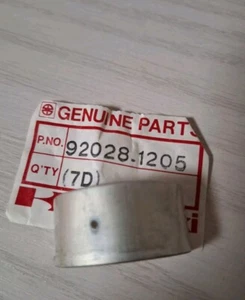 GENUINE PARTS
P.NO. 92028-1205
Q'TY (7D)